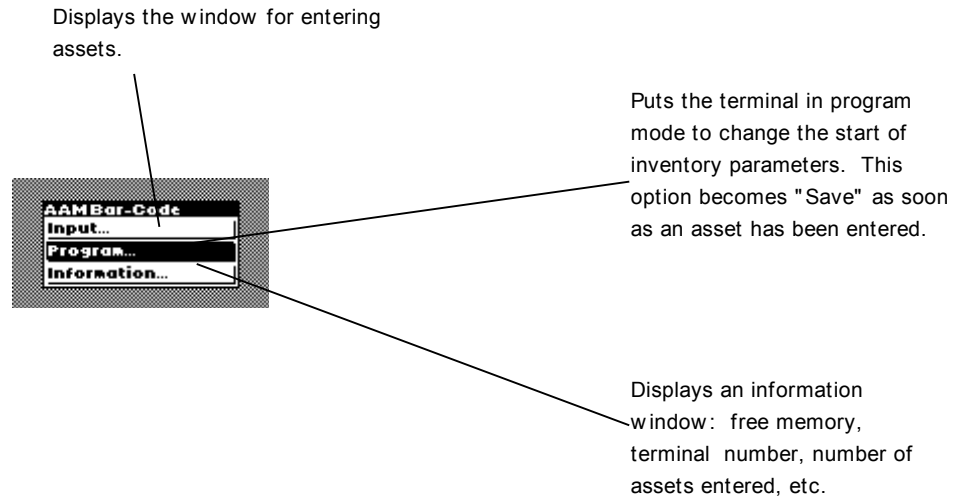 Displays the window for entering
assets.
Puts the terminal in program
mode to change the start of
inventory parameters. This
option becomes "Save" as soon
as an asset has been entered.
AAMBar-Code
Input...
Program...
Information...
Displays an information
window: free memory,
terminal number, number of
assets entered, etc.